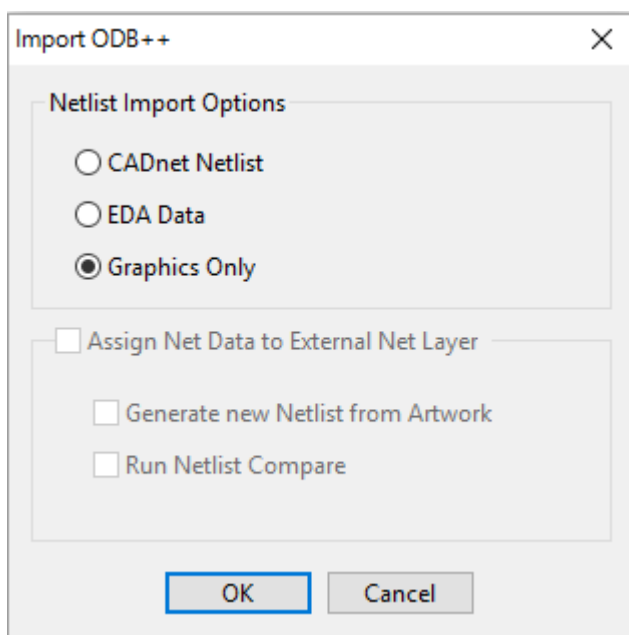 Import ODB++
Netlist Import Options
CADnet Netlist
EDA Data
Graphics Only
Assign Net Data to External Net Layer
Generate new Netlist from Artwork
Run Netlist Compare
OK Cancel